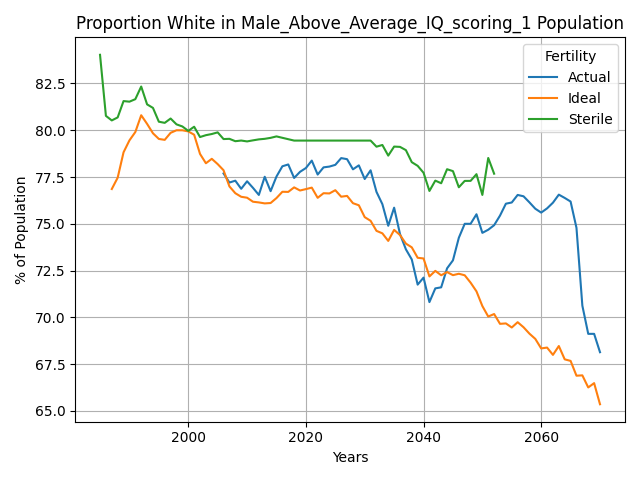 Proportion White in Male_Above_Average_IQ_scoring_1 Population
Fertility
Actual
Ideal
Sterile
% of Population
82.5
80.0
77.5
75.0
72.5
70.0
67.5
65.0
2000
2020
2040
2060
Years